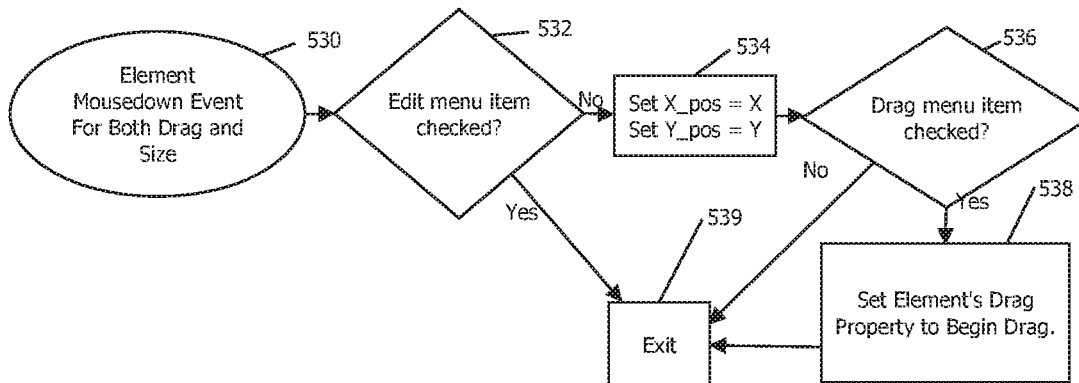 530
Element
Mousedown Event
For Both Drag and
Size
532
Edit menu item
checked?
No
Yes
534
Set X_pos = X
Set Y_pos = Y
536
Drag menu item
checked?
No
Yes
538
Set Element's Drag
Property to Begin Drag.
539
Exit